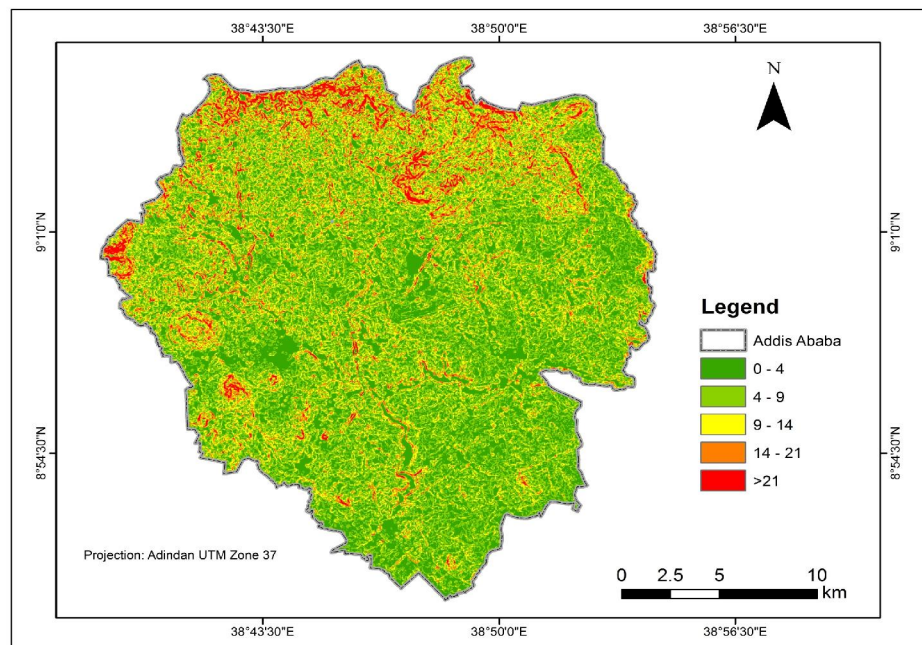 38°43'30"E 38°50'0"E 38°56'30"E
N
9°1'0"N 9°1'0"N
Legend
Addis Ababa
0 - 4
4 - 9
9 - 14
14 - 21
>21
8°54'30"N 8°54'30"N
Projection: Adindan UTM Zone 37
0 2.5 5 10
km
38°43'30"E 38°50'0"E 38°56'30"E